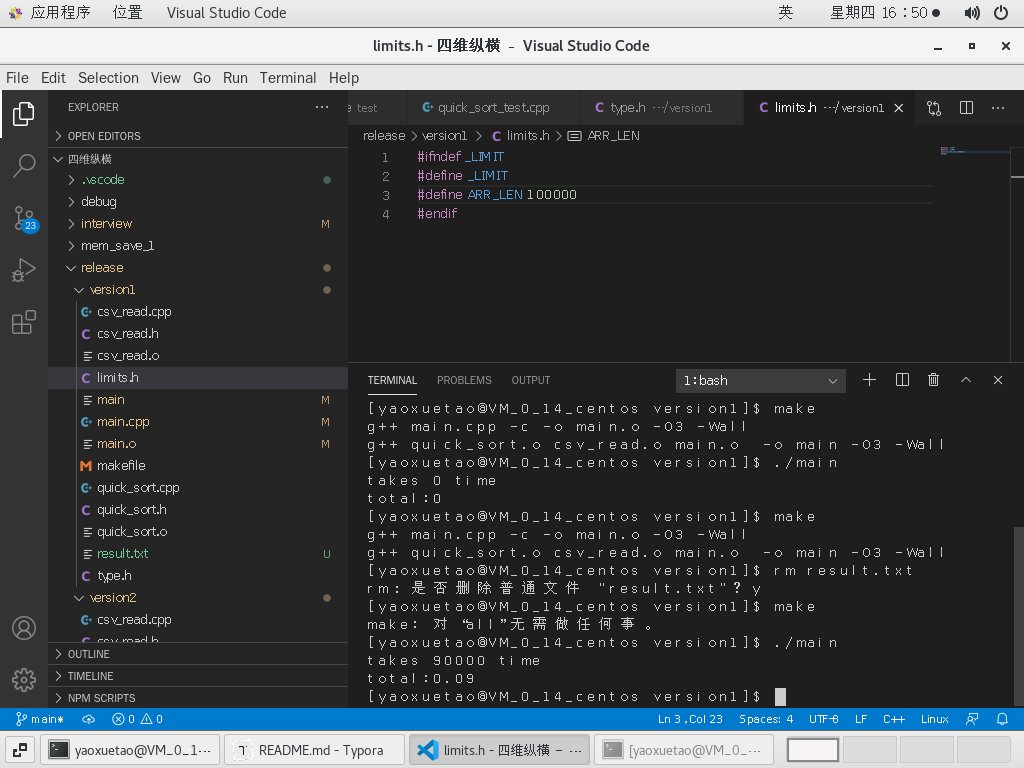 应用程序 位置 Visual Studio Code 英 星期四 16:50
limits.h - 四维纵横 - Visual Studio Code
File Edit Selection View Go Run Terminal Help
EXPLORER
OPEN EDITORS
四维纵横
.vscode
debug
interview M
mem_save_1
release
version1
csv_read.cpp
csv_read.h
csv_read.o
limits.h
main M
main.cpp M
main.o M
makefile
quick_sort.cpp
quick_sort.h
quick_sort.o
result.txt U
type.h
version2
csv_read.cpp
csv_read.h
OUTLINE
TIMELINE
NPM SCRIPTS
23
e test quick_sort_test.cpp type.h ···/version1 limits.h ···/version1
release > version1 > limits.h > ARR_LEN
1 #ifndef _LIMIT
2 #define _LIMIT
3 #define ARR_LEN 100000
4 #endif
TERMINAL PROBLEMS OUTPUT 1:bash
[yaoxuetao@VM_0_14_centos version1]$ make
g++ main.cpp -c -o main.o -O3 -Wall
g++ quick_sort.o csv_read.o main.o -o main -O3 -Wall
[yaoxuetao@VM_0_14_centos version1]$ ./main
takes 0 time
total:0
[yaoxuetao@VM_0_14_centos version1]$ make
g++ main.cpp -c -o main.o -O3 -Wall
g++ quick_sort.o csv_read.o main.o -o main -O3 -Wall
[yaoxuetao@VM_0_14_centos version1]$ rm result.txt
rm: 是否删除普通文件 "result.txt"? y
[yaoxuetao@VM_0_14_centos version1]$ make
make: 对“all”无需做任何事。
[yaoxuetao@VM_0_14_centos version1]$ ./main
takes 90000 time
total:0.09
[yaoxuetao@VM_0_14_centos version1]$
main* 0 0 Ln 3, Col 23 Spaces: 4 UTF-8 LF C++ Linux
yaoxuetao@VM_0_1··· README.md - Typora limits.h - 四维纵横 - ··· [yaoxuetao@VM_0_···